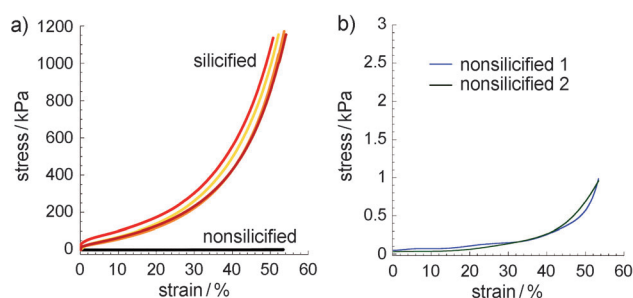 a)
stress / kPa
1200
1000
800
600
400
200
0
silicified
nonsilicified
0 10 20 30 40 50 60
strain / %
b)
stress / kPa
3
2.5
2
1.5
1
0.5
0
nonsilicified 1
nonsilicified 2
0 10 20 30 40 50 60
strain / %